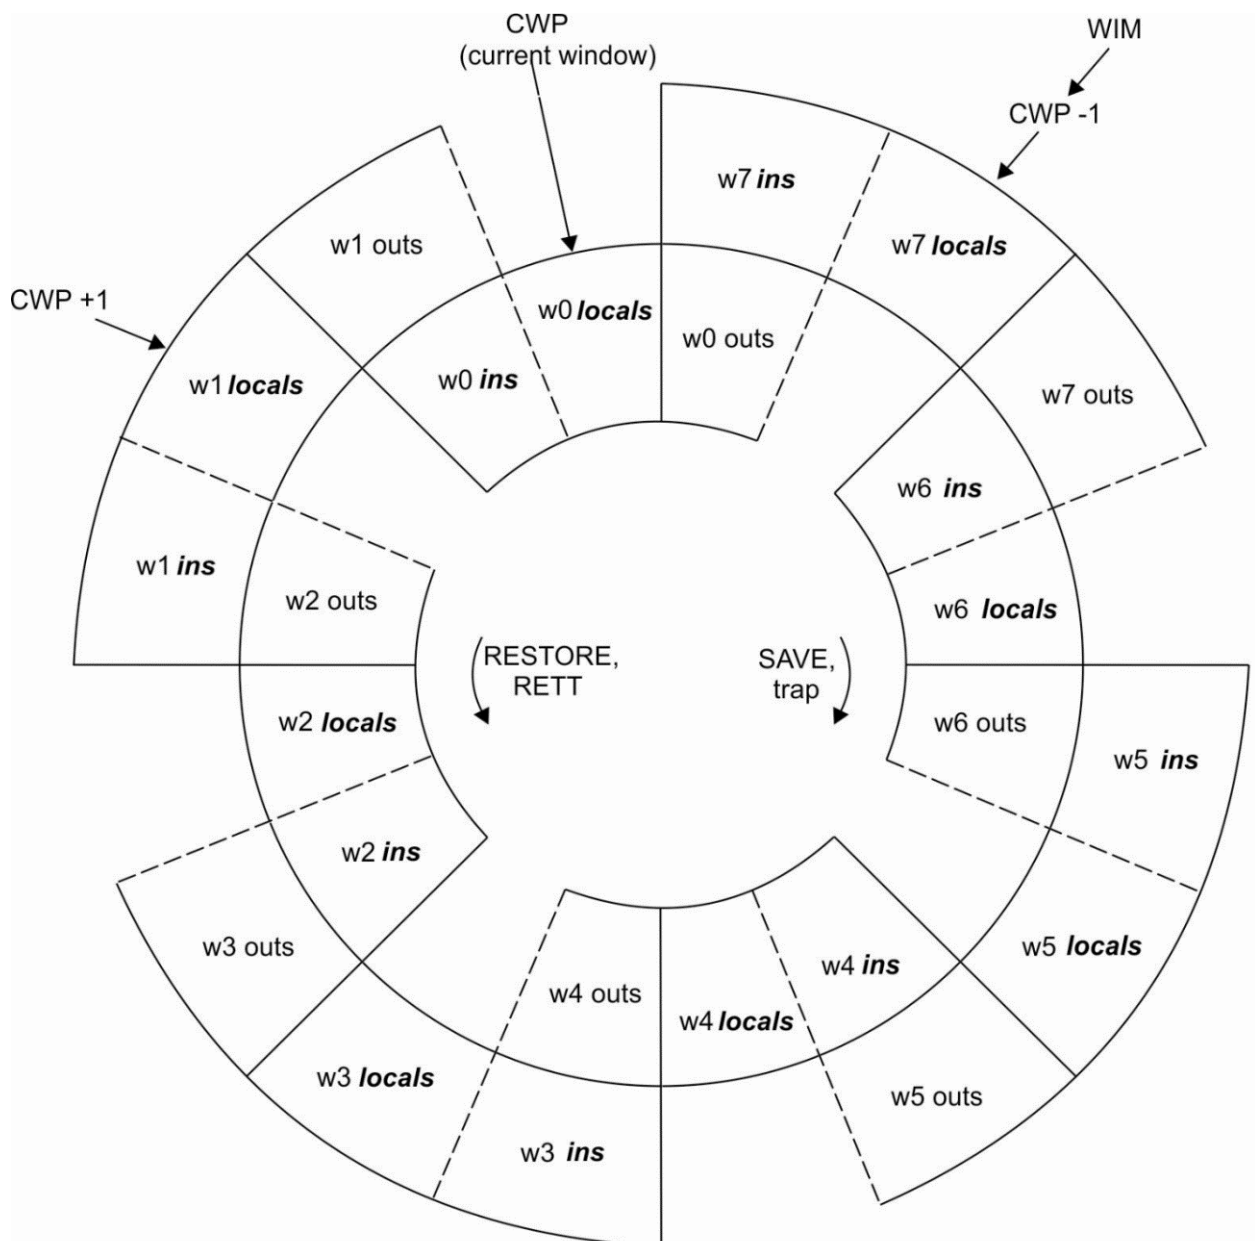 CWP
(current window)
WIM
CWP -1
w7 ins
w1 outs
w7 locals
CWP +1
w0 locals
w0 outs
w1 locals
w0 ins
w7 outs
w6 ins
w1 ins
w2 outs
w6 locals
RESTORE,
RETT
SAVE,
trap
w2 locals
w6 outs
w5 ins
w2 ins
w3 outs
w5 locals
w4 ins
w4 outs
w4 locals
w3 locals
w5 outs
w3 ins